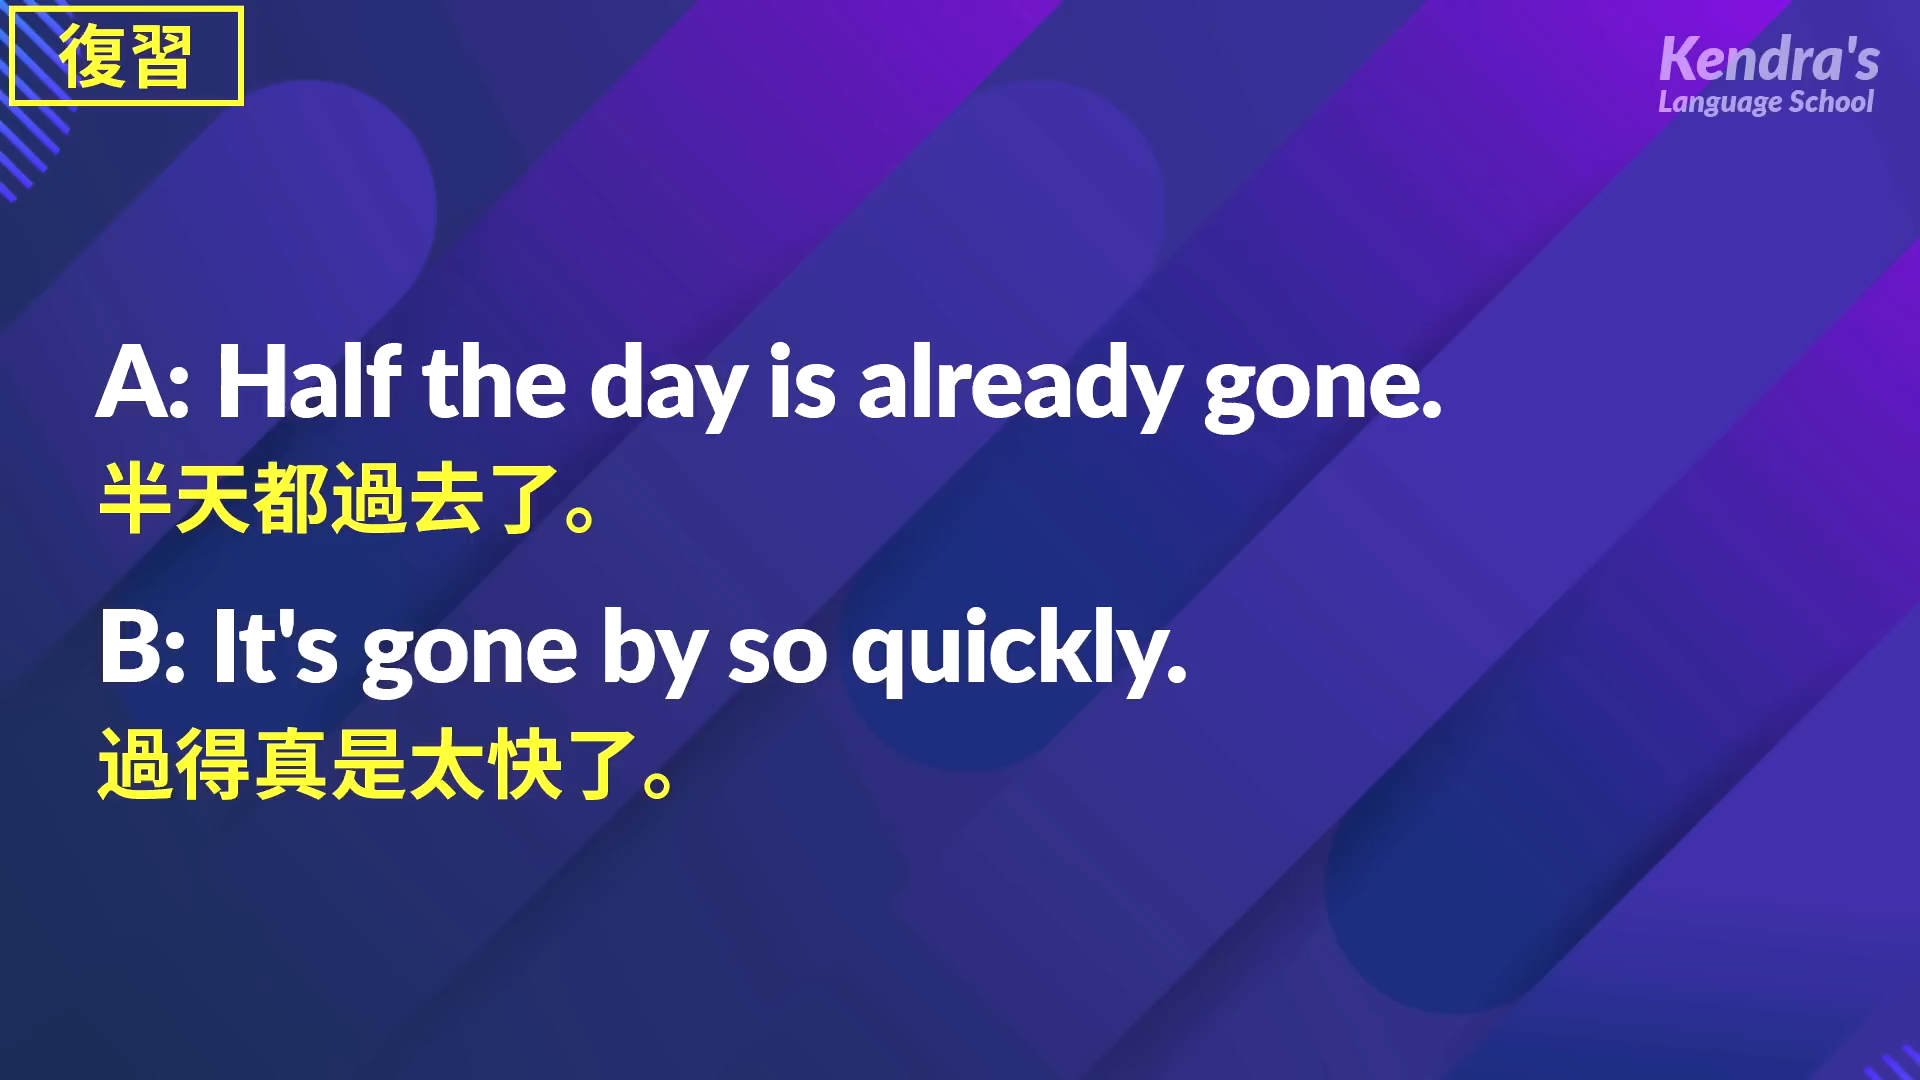 復習
Kendra's
Language School
A: Half the day is already gone.
半天都過去了。
B: It's gone by so quickly.
過得真是太快了。